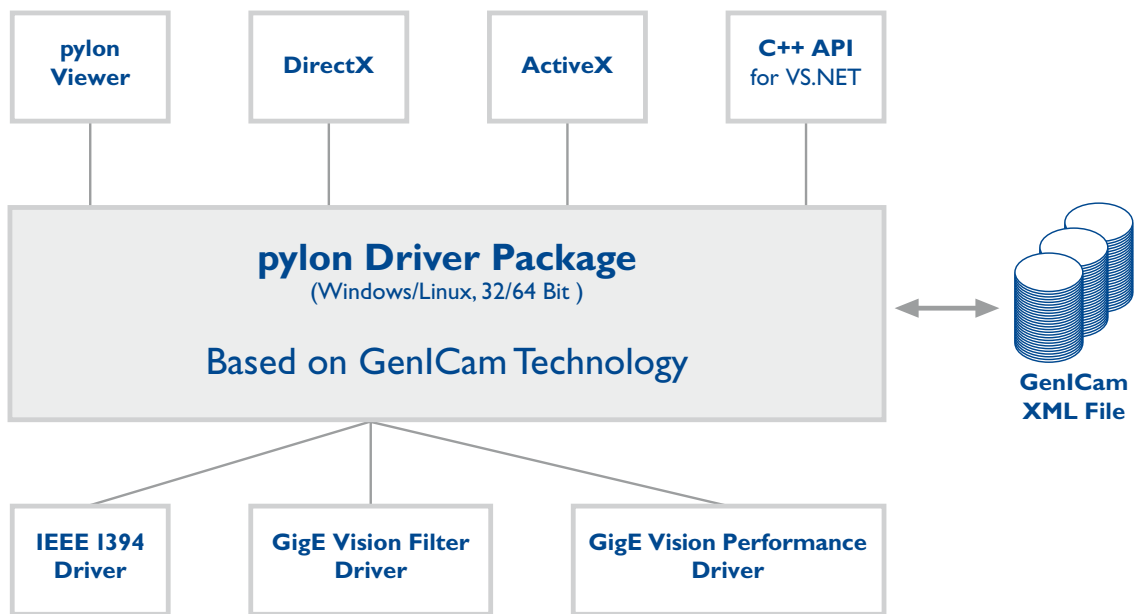 pylon
Viewer
DirectX
ActiveX
C++ API
for VS.NET
pylon Driver Package
(Windows/Linux, 32/64 Bit )
Based on GenICam Technology
GenICam
XML File
IEEE 1394
Driver
GigE Vision Filter
Driver
GigE Vision Performance
Driver